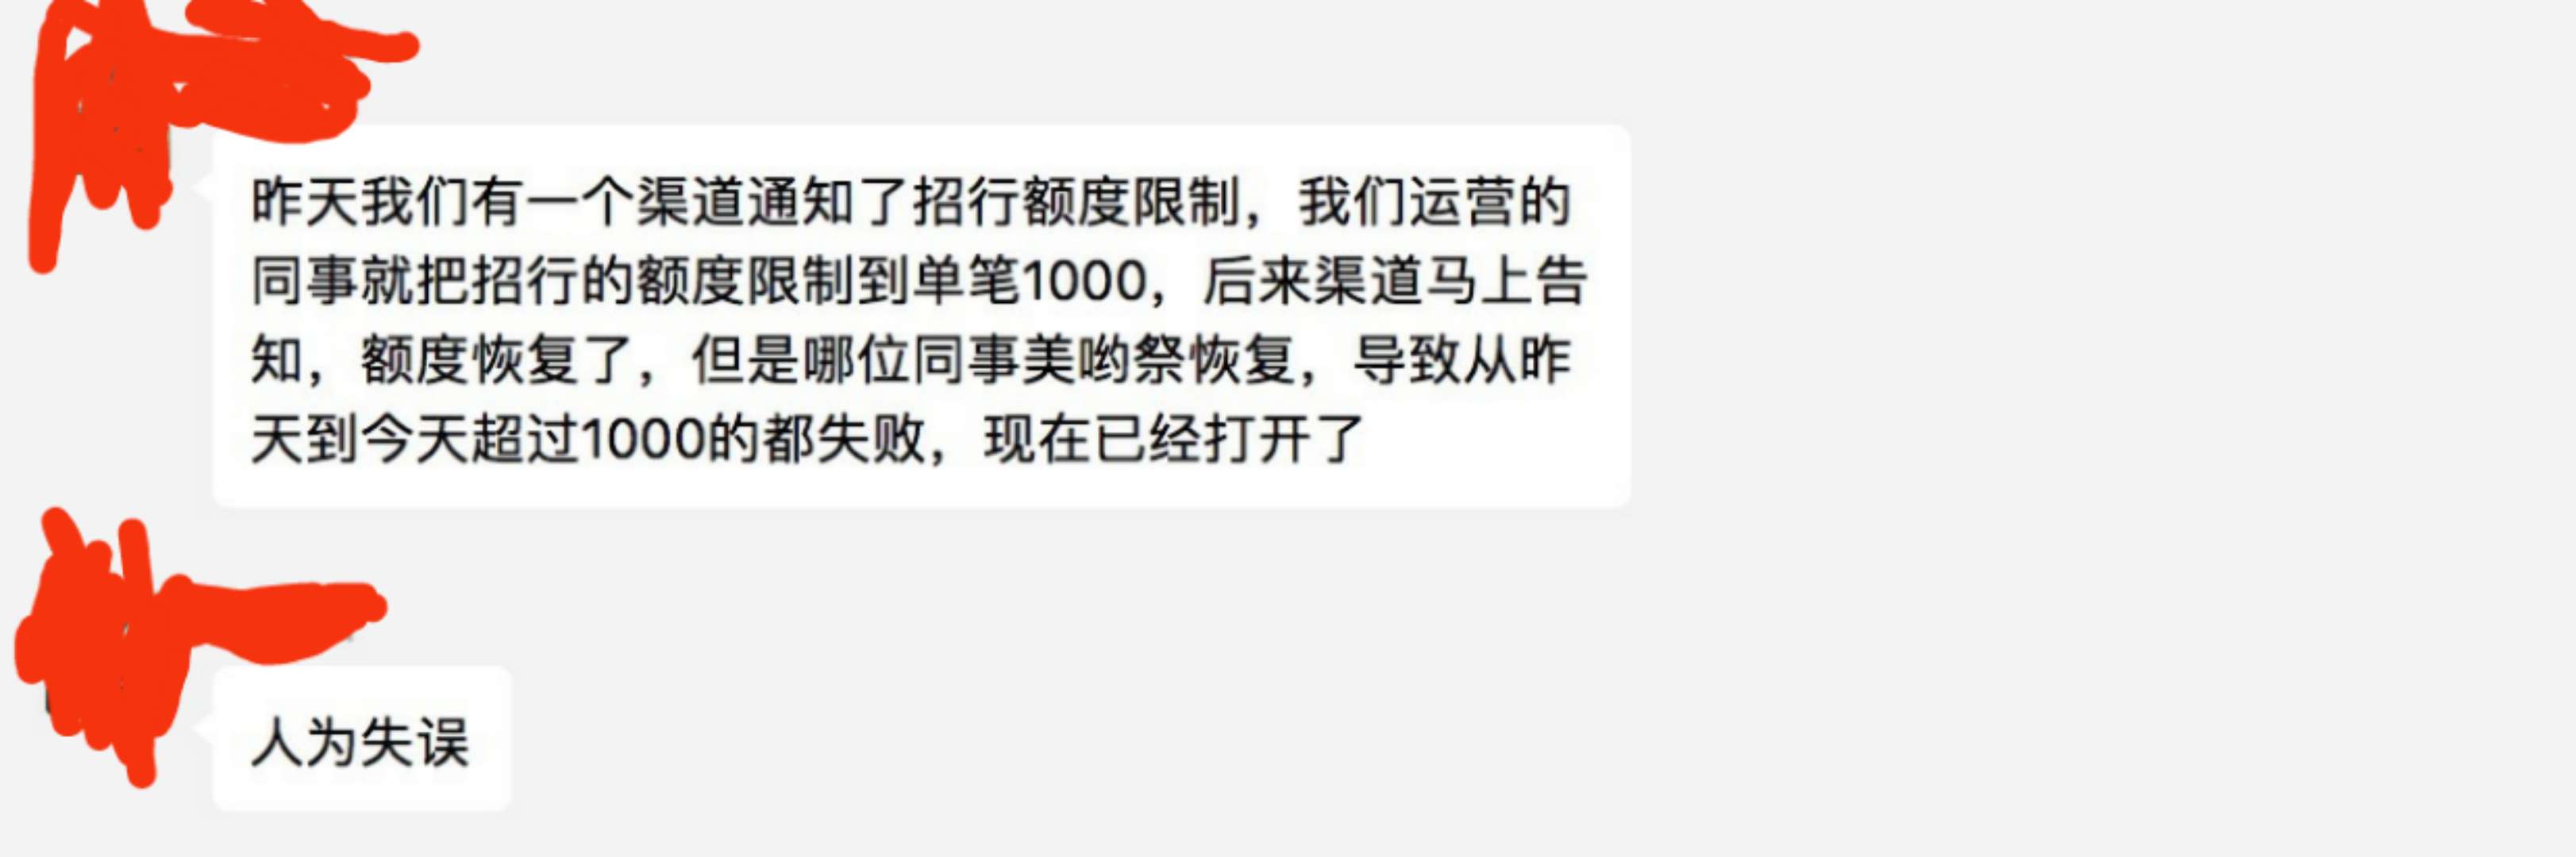 昨天我们有一个渠道通知了招行额度限制，我们运营的
同事就把招行的额度限制到单笔1000，后来渠道马上告
知，额度恢复了，但是哪位同事美哟祭恢复，导致从昨
天到今天超过1000的都失败，现在已经打开了
人为失误